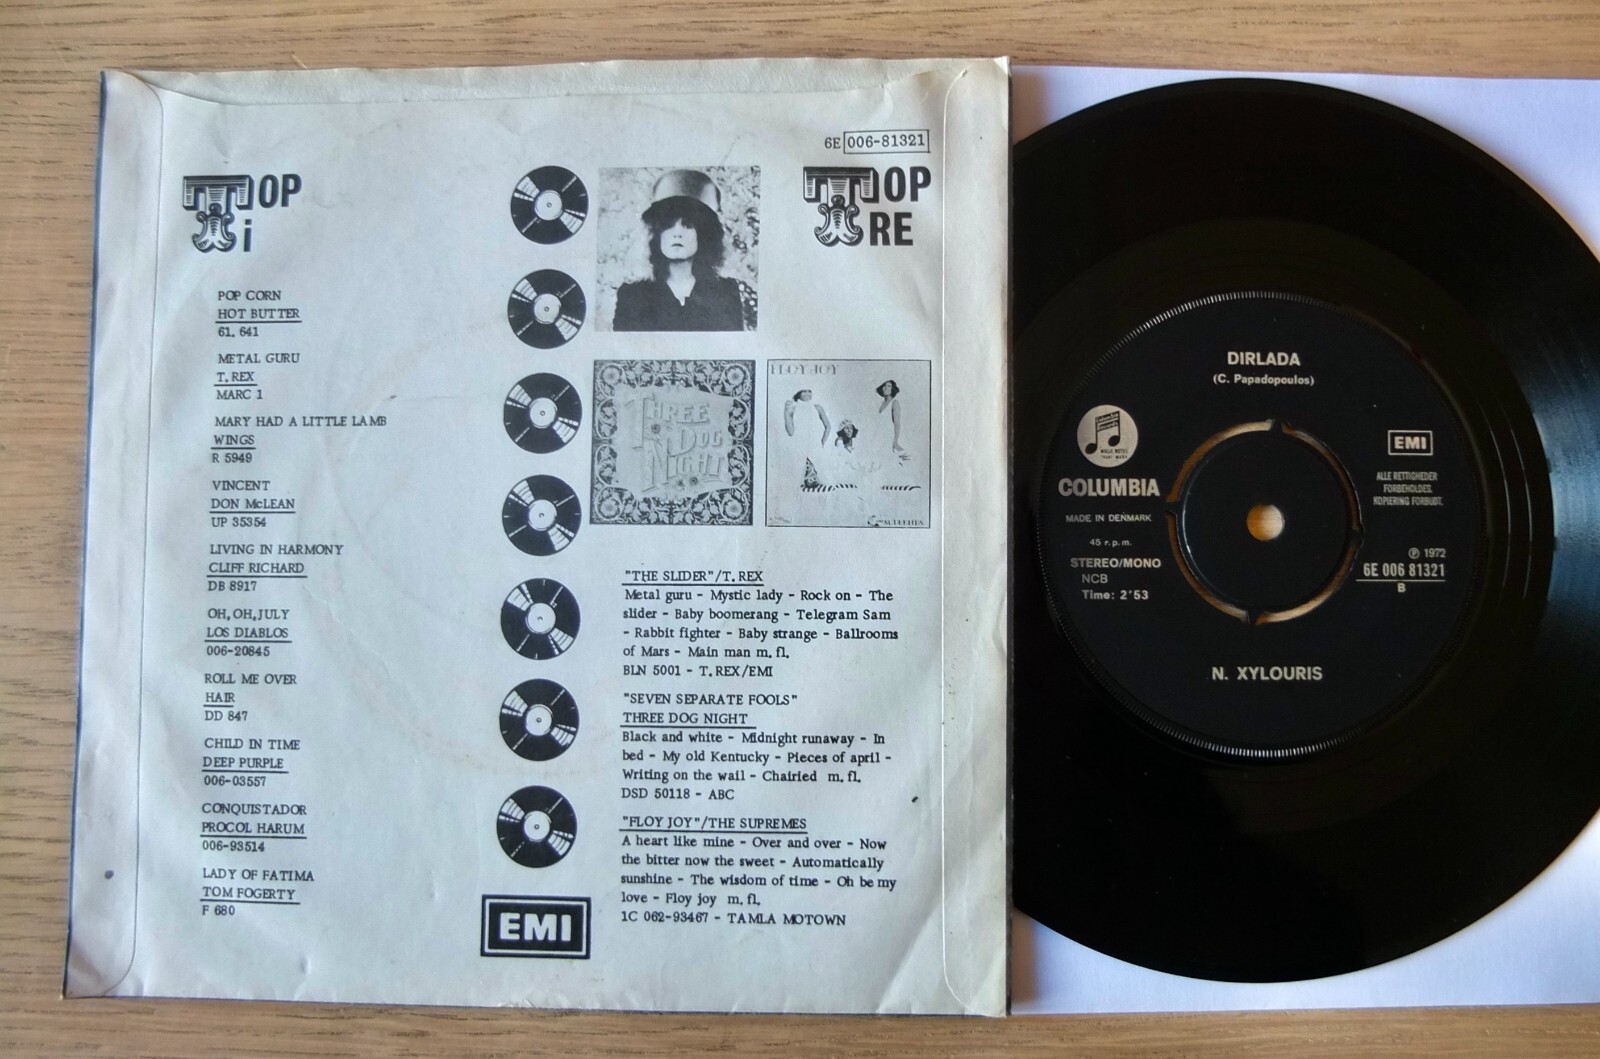 6E 006-81321
TOP
Ti
POP CORN
HOT BUTTER
61. 641
METAL GURU
T. REX
MARC 1
MARY HAD A LITTLE LAMB
WINGS
R 5949
VINCENT
DON McLEAN
UP 35354
LIVING IN HARMONY
CLIFF RICHARD
DB 8917
OH, OH, JULY
LOS DIABLOS
006-20845
ROLL ME OVER
HAIR
DD 847
CHILD IN TIME
DEEP PURPLE
006-03557
CONQUISTADOR
PROCOL HARUM
006-93514
LADY OF FATIMA
TOM FOGERTY
F 680
EMI
TOP
TRE
THREE
DOG
NIGHT
FLOY JOY
SUPREMES
"THE SLIDER"/T. REX
Metal guru - Mystic lady - Rock on - The
slider - Baby boomerang - Telegram Sam
- Rabbit fighter - Baby strange - Ballrooms
of Mars - Main man m. fl.
BLN 5001 - T. REX/EMI
"SEVEN SEPARATE FOOLS"
THREE DOG NIGHT
Black and white - Midnight runaway - In
bed - My old Kentucky - Pieces of april -
Writing on the wail - Chairied m. fl.
DSD 50118 - ABC
"FLOY JOY"/THE SUPREMES
A heart like mine - Over and over - Now
the bitter now the sweet - Automatically
sunshine - The wisdom of time - Oh be my
love - Floy joy m. fl.
1C 062-93467 - TAMLA MOTOWN
DIRLADA
(C. Papadopoulos)
MAGIC NOTES
TRADE MARK
COLUMBIA
MADE IN DENMARK
45 r.p.m.
STEREO/MONO
NCB
Time: 2'53
EMI
ALLE RETTIGHEDER
FORBEHOLDES.
KOPIERING FORBUDT.
℗ 1972
6E 006 81321
B
N. XYLOURIS